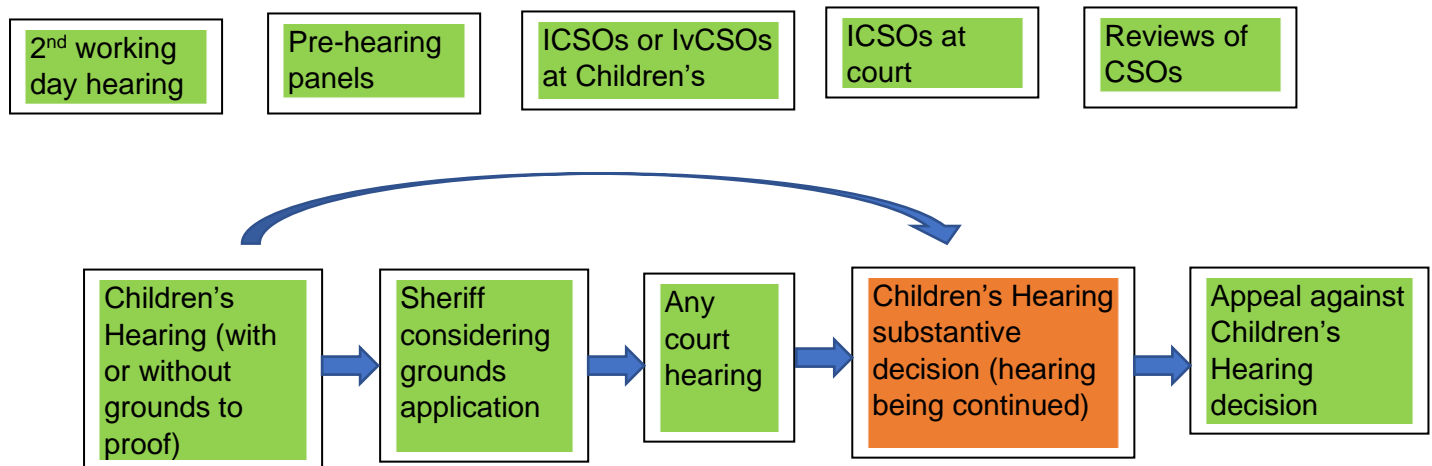 2nd working
day hearing
Pre-hearing
panels
ICSOs or IvCSOs
at Children’s
ICSOs at
court
Reviews of
CSOs
Children’s
Hearing (with
or without
grounds to
proof)
Sheriff
considering
grounds
application
Any
court
hearing
Children’s Hearing
substantive
decision (hearing
being continued)
Appeal against
Children’s
Hearing
decision